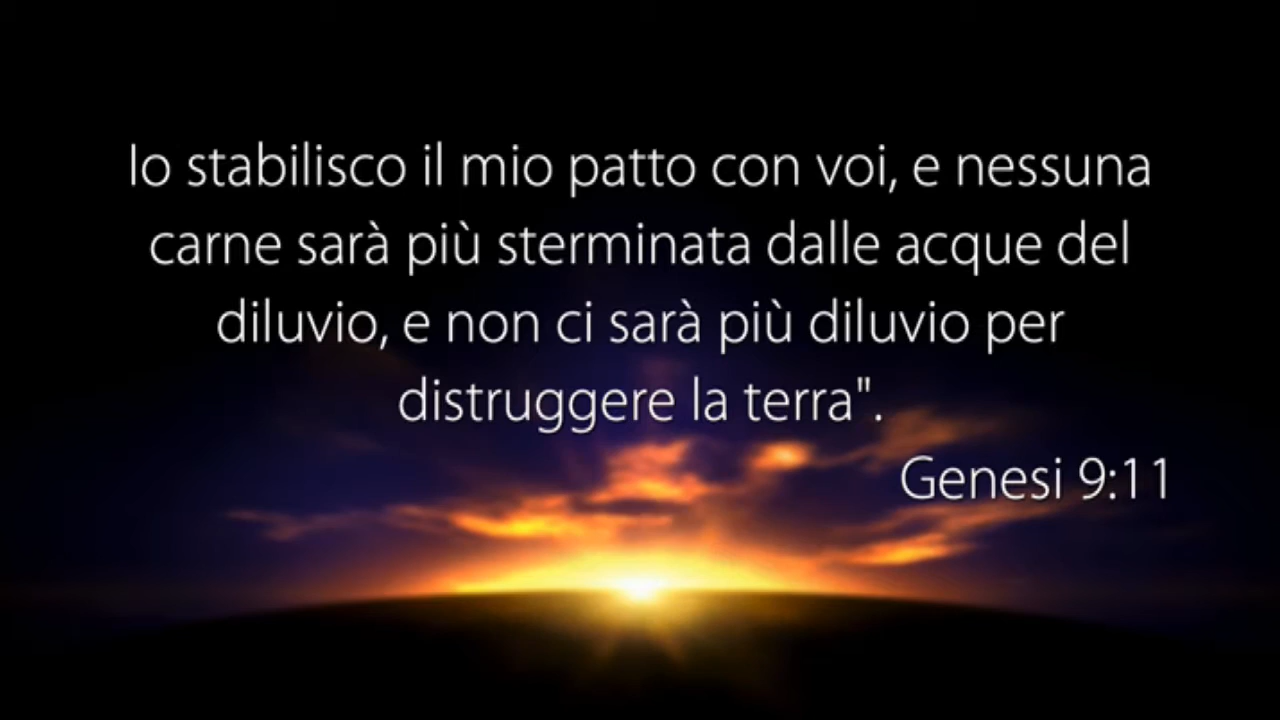 Io stabilisco il mio patto con voi, e nessuna
carne sarà più sterminata dalle acque del
diluvio, e non ci sarà più diluvio per
distruggere la terra".
Genesi 9:11